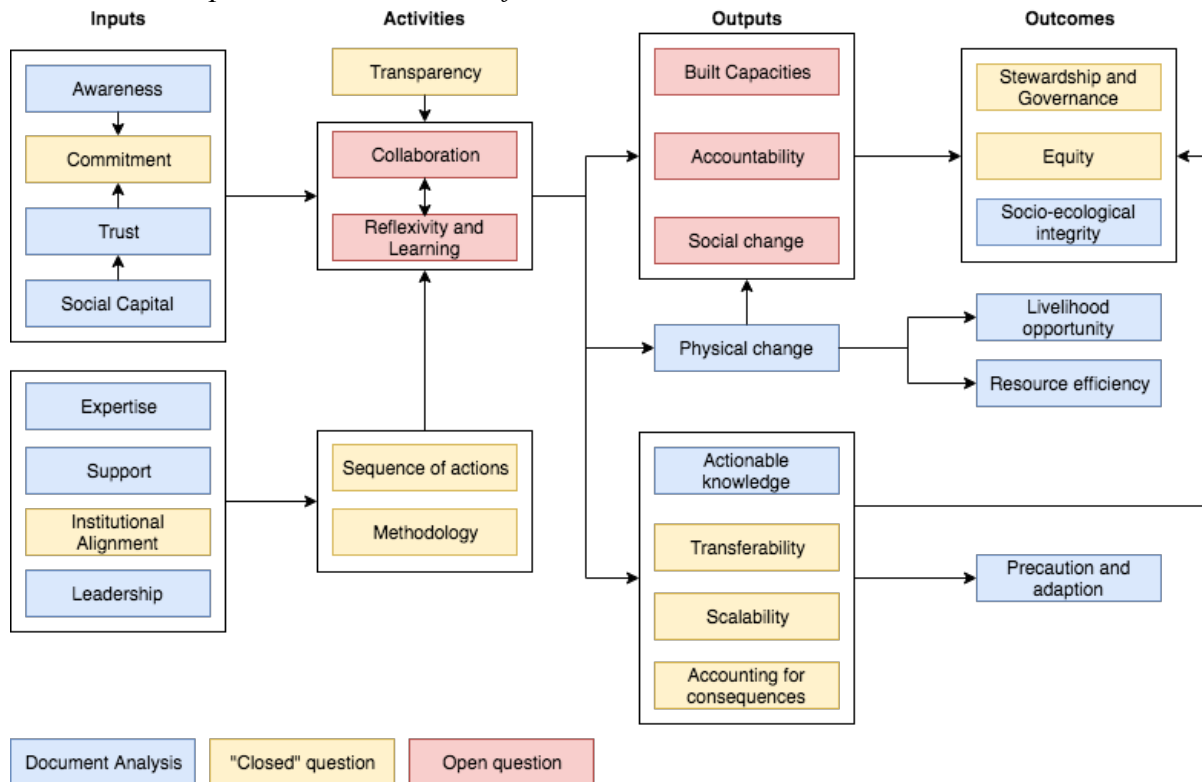 Inputs
Activities
Outputs
Outcomes
Awareness
Commitment
Trust
Social Capital
Expertise
Support
Institutional
Alignment
Leadership
Transparency
Collaboration
Reflexivity and
Learning
Sequence of actions
Methodology
Built Capacities
Accountability
Social change
Physical change
Actionable
knowledge
Transferability
Scalability
Accounting for
consequences
Stewardship and
Governance
Equity
Socio-ecological
integrity
Livelihood
opportunity
Resource efficiency
Precaution and
adaption
Document Analysis
"Closed" question
Open question